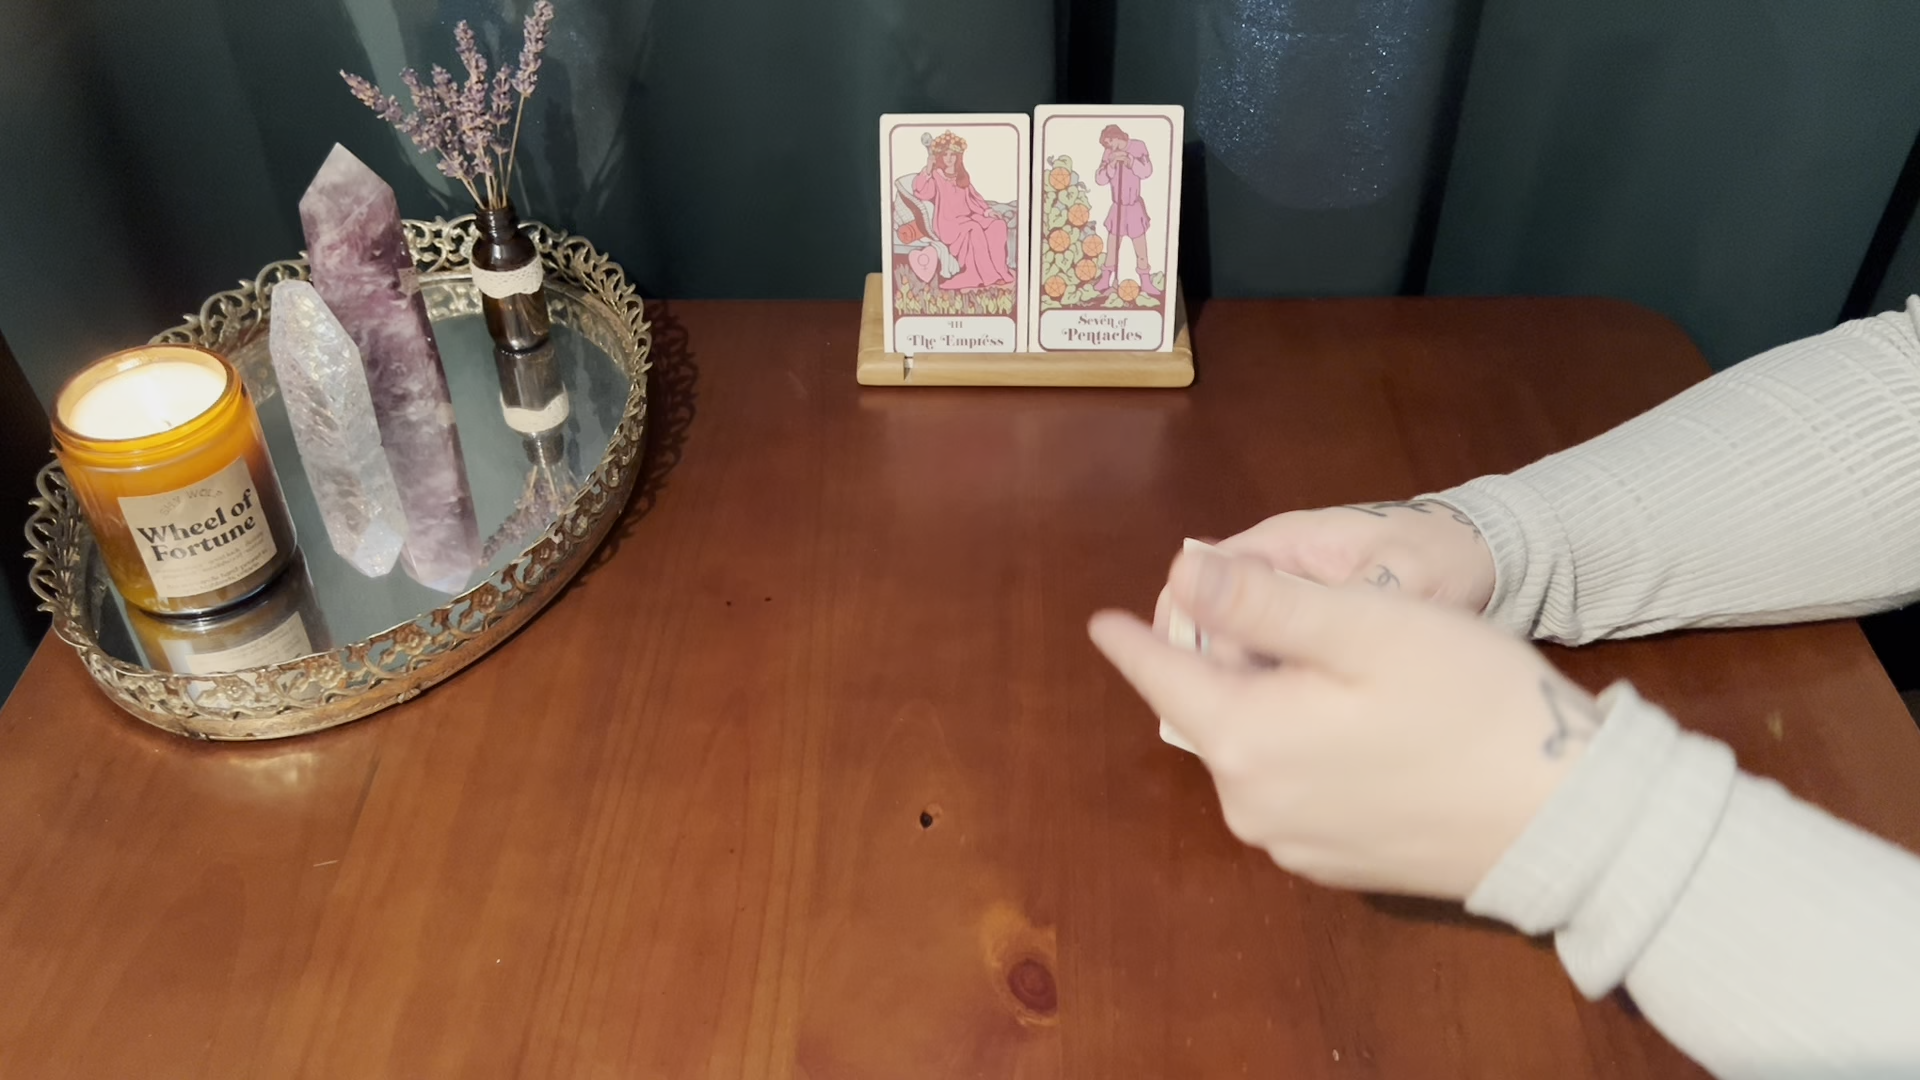 III
The Empress
Seven of
Pentacles
Wheel of
Fortune